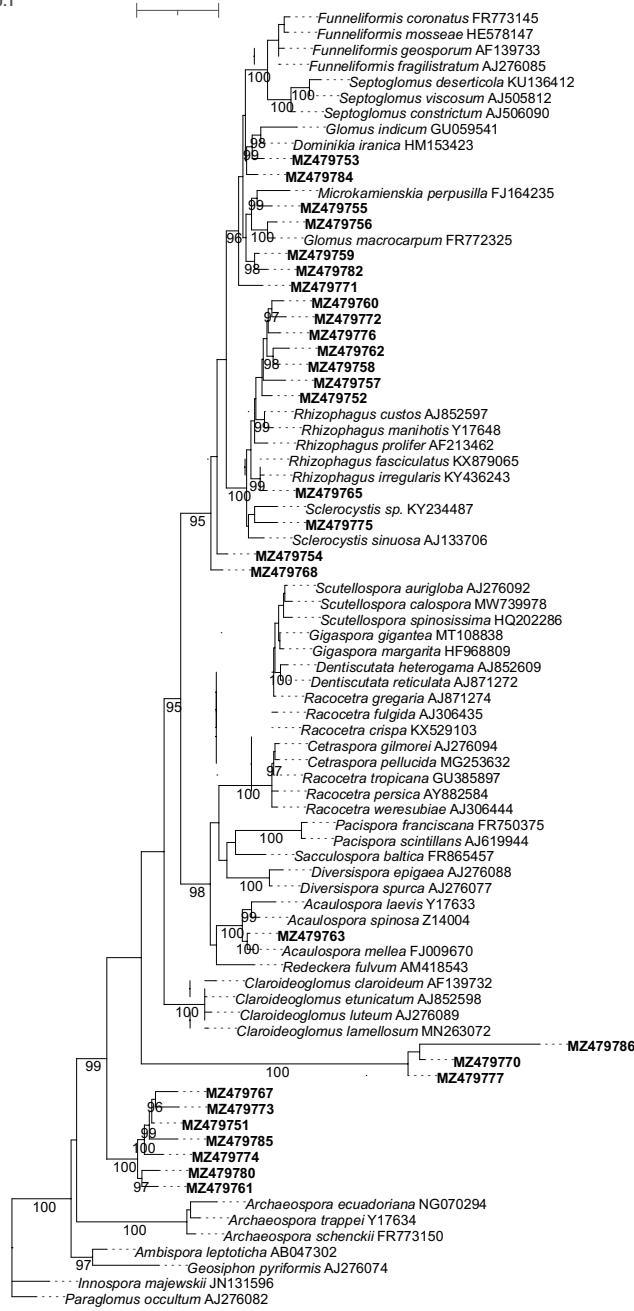 Funneliformis coronatus FR773145
Funneliformis mosseae HE578147
Funneliformis geosporum AF139733
Funneliformis fragilistratum AJ276085
100
Septoglomus deserticola KU136412
100
Septoglomus viscosum AJ505812
100
Septoglomus constrictum AJ506090
Glomus indicum GU059541
98
Dominikia iranica HM153423
99
MZ479753
MZ479784
Microkamienskia perpusilla FJ164235
99
MZ479755
MZ479756
96
100
Glomus macrocarpum FR772325
MZ479759
98
MZ479782
MZ479771
MZ479760
97
MZ479772
MZ479776
MZ479762
98
MZ479758
MZ479757
MZ479752
Rhizophagus custos AJ852597
99
Rhizophagus manihotis Y17648
Rhizophagus prolifer AF213462
Rhizophagus fasciculatus KX879065
Rhizophagus irregularis KY436243
99
100
MZ479765
Sclerocystis sp. KY234487
95
MZ479775
Sclerocystis sinuosa AJ133706
MZ479754
MZ479768
Scutellospora aurigloba AJ276092
Scutellospora calospora MW739978
Scutellospora spinosissima HQ202286
Gigaspora gigantea MT108838
Gigaspora margarita HF968809
Dentiscutata heterogama AJ852609
100
Dentiscutata reticulata AJ871272
Racocetra gregaria AJ871274
95
Racocetra fulgida AJ306435
Racocetra crispa KX529103
Cetraspora gilmorei AJ276094
Cetraspora pellucida MG253632
97
Racocetra tropicana GU385897
100
Racocetra persica AY882584
Racocetra weresubiae AJ306444
Pacispora franciscana FR750375
100
Pacispora scintillans AJ619944
Sacculospora baltica FR865457
Diversispora epigaea AJ276088
98
100
Diversispora spurca AJ276077
Acaulospora laevis Y17633
99
Acaulospora spinosa Z14004
100
MZ479763
100
Acaulospora mellea FJ009670
Redeckera fulvum AM418543
Claroideoglomus claroideum AF139732
Claroideoglomus etunicatum AJ852598
100
Claroideoglomus luteum AJ276089
Claroideoglomus lamellosum MN263072
MZ479786
99
MZ479770
100
MZ479777
MZ479767
96
MZ479773
MZ479751
99
MZ479785
100
MZ479774
100
MZ479780
97
MZ479761
Archaeospora ecuadoriana NG070294
100
Archaeospora trappei Y17634
100
Archaeospora schenckii FR773150
Ambispora leptoticha AB047302
97
Geosiphon pyriformis AJ276074
Innospora majewskii JN131596
Paraglomus occultum AJ276082